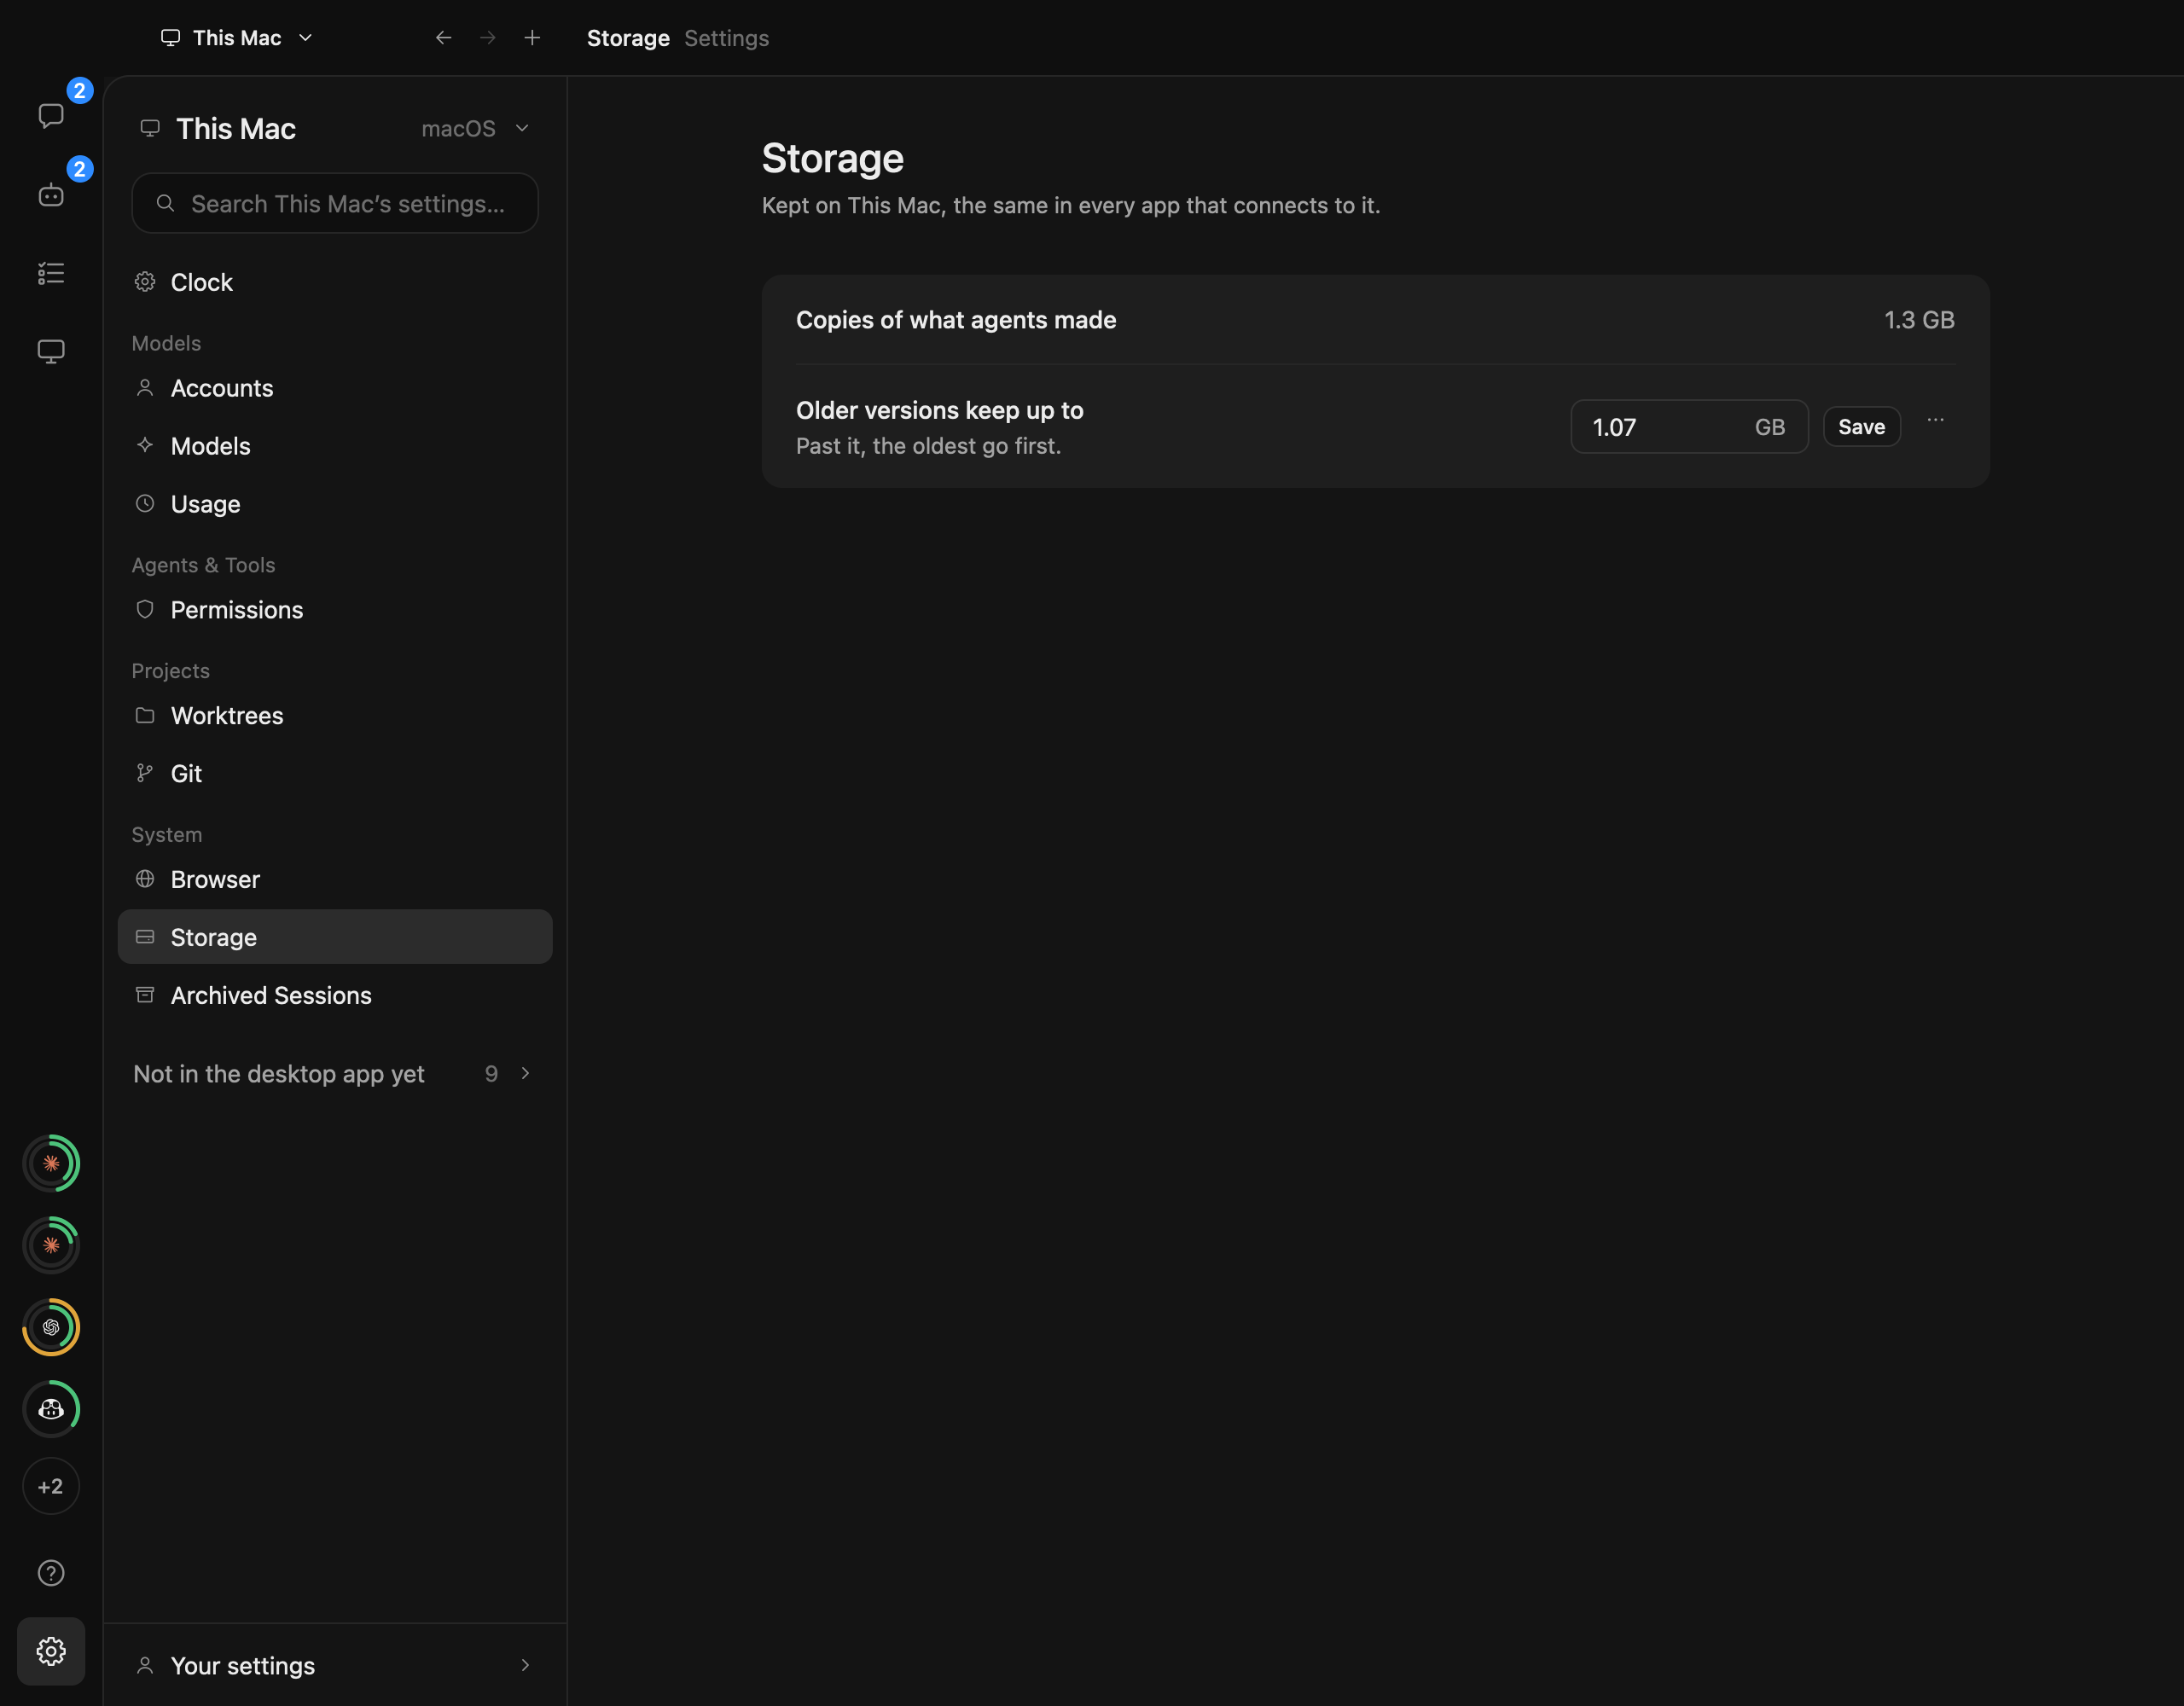 This Mac
Storage Settings
2
2
This Mac macOS
Search This Mac’s settings...
Clock
Models
Accounts
Models
Usage
Agents & Tools
Permissions
Projects
Worktrees
Git
System
Browser
Storage
Archived Sessions
Not in the desktop app yet 9
+2
Your settings
Storage
Kept on This Mac, the same in every app that connects to it.
Copies of what agents made 1.3 GB
Older versions keep up to 1.07 GB Save ...
Past it, the oldest go first.